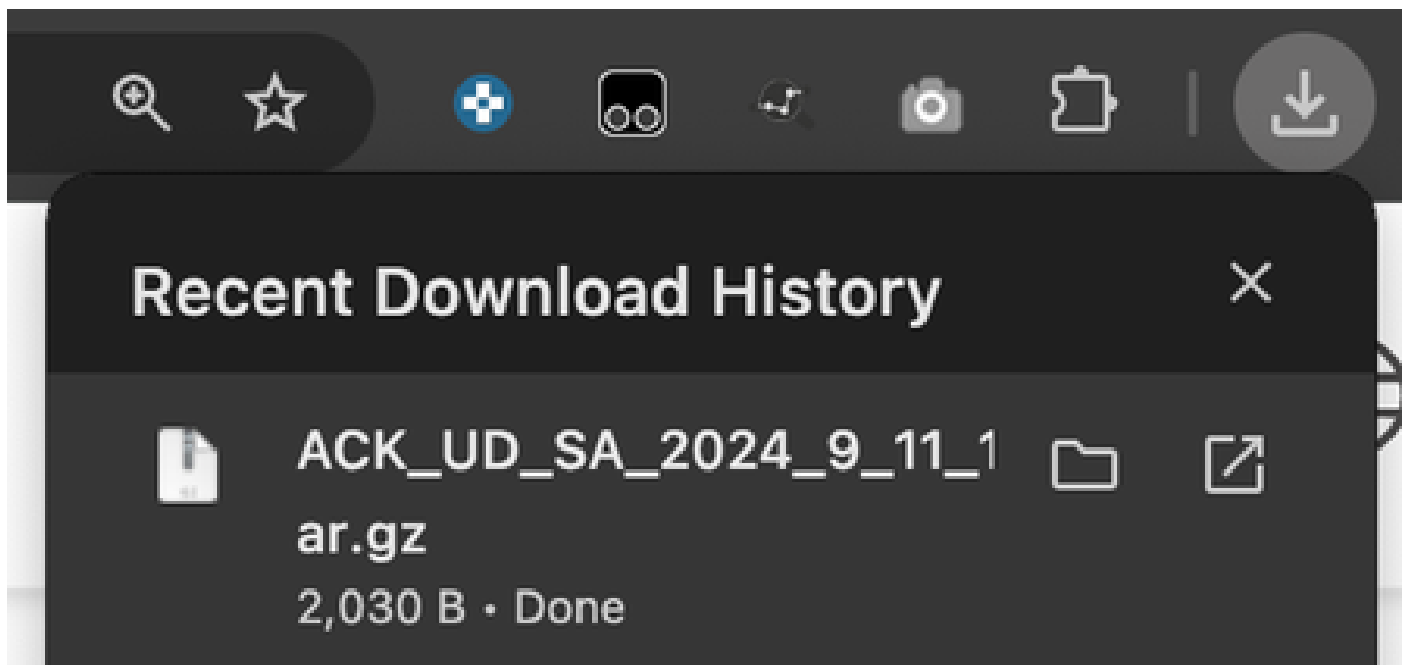 Recent Download History
ACK_UD_SA_2024_9_11_1
ar.gz
2,030 B • Done